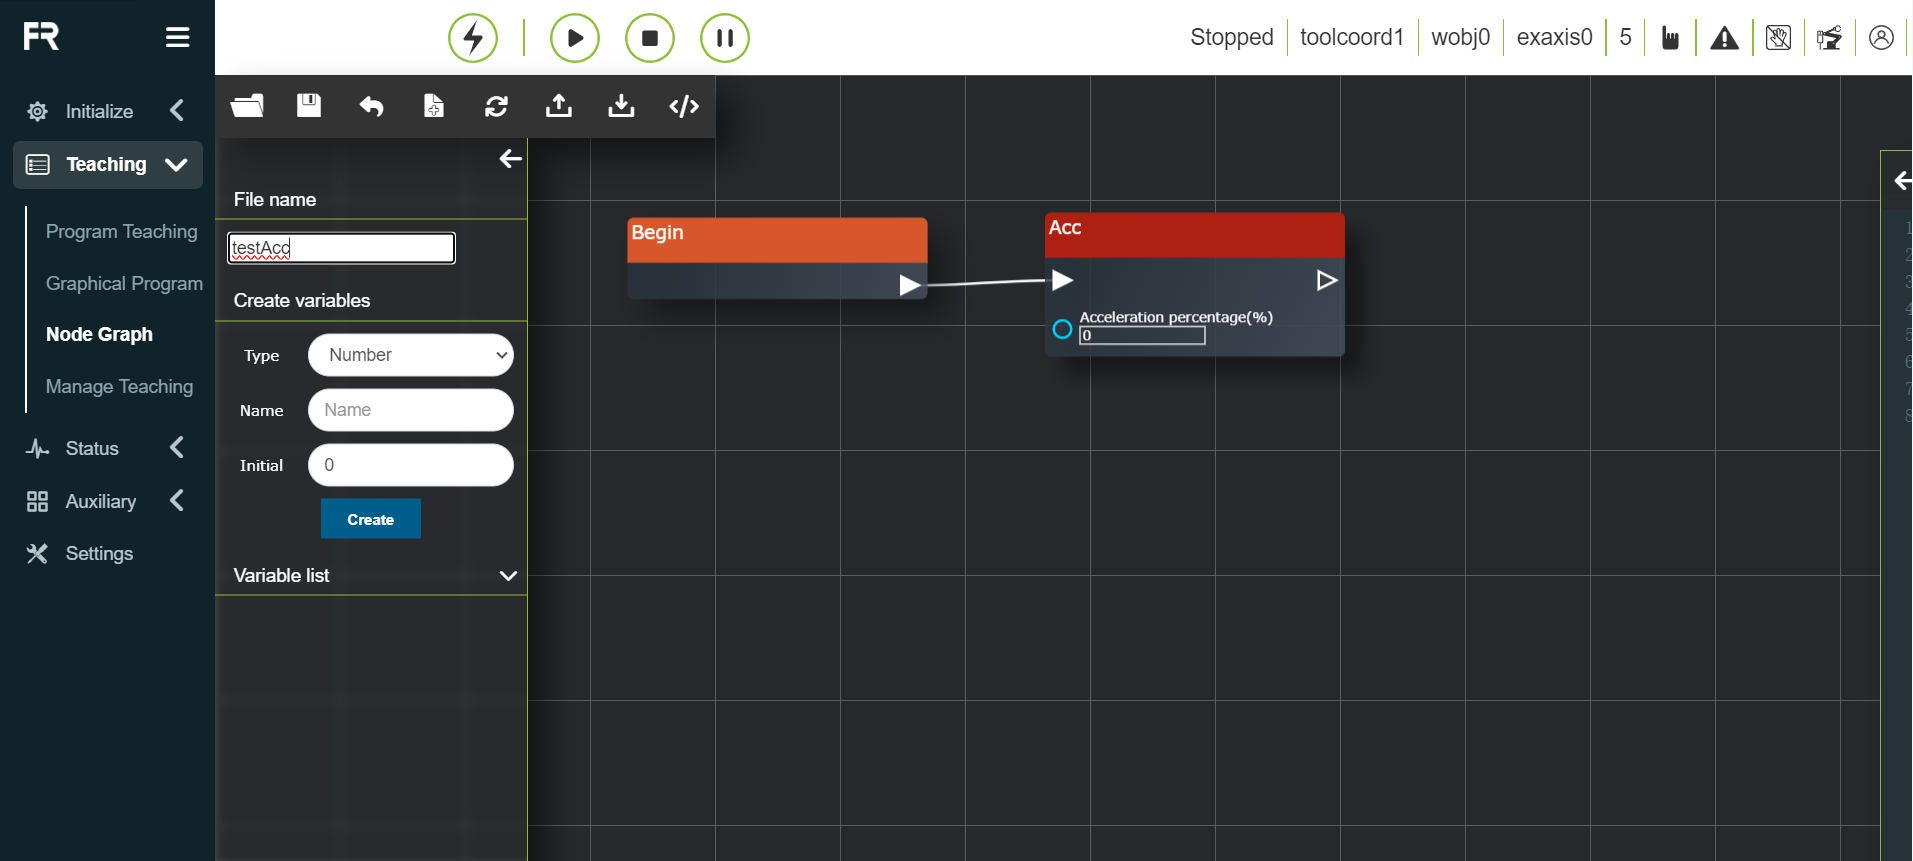 FR
Stopped
toolcoord1
wobj0
exaxis0
5
Initialize
Teaching
Program Teaching
Graphical Program
Node Graph
Manage Teaching
Status
Auxiliary
Settings
File name
testAcc
Create variables
Type
Number
Name
Name
Initial
0
Create
Variable list
Begin
Acc
Acceleration percentage(%)
0
1
2
3
4
5
6
7
8